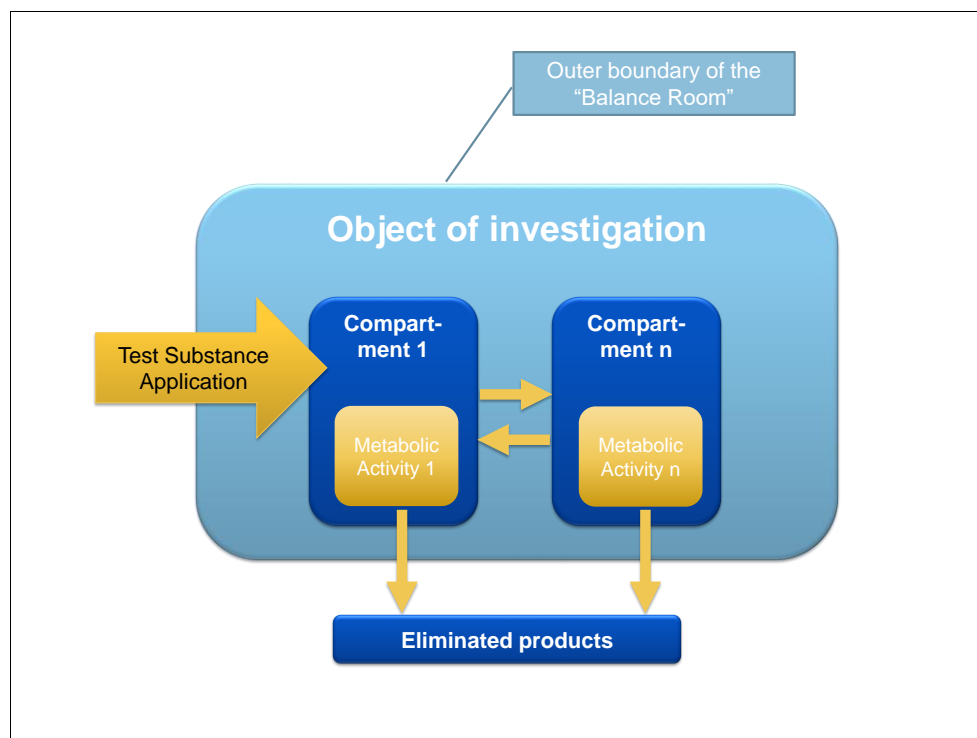 Outer boundary of the
“Balance Room”
Object of investigation
Test Substance
Application
Compart-
ment 1
Metabolic
Activity 1
Compart-
ment n
Metabolic
Activity n
Eliminated products